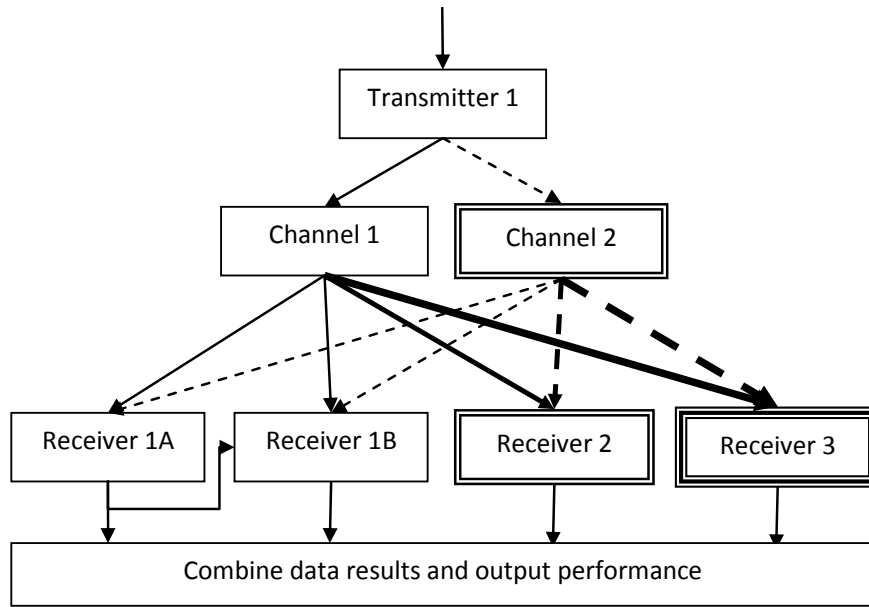 Transmitter 1
Channel 1
Channel 2
Receiver 1A
Receiver 1B
Receiver 2
Receiver 3
Combine data results and output performance